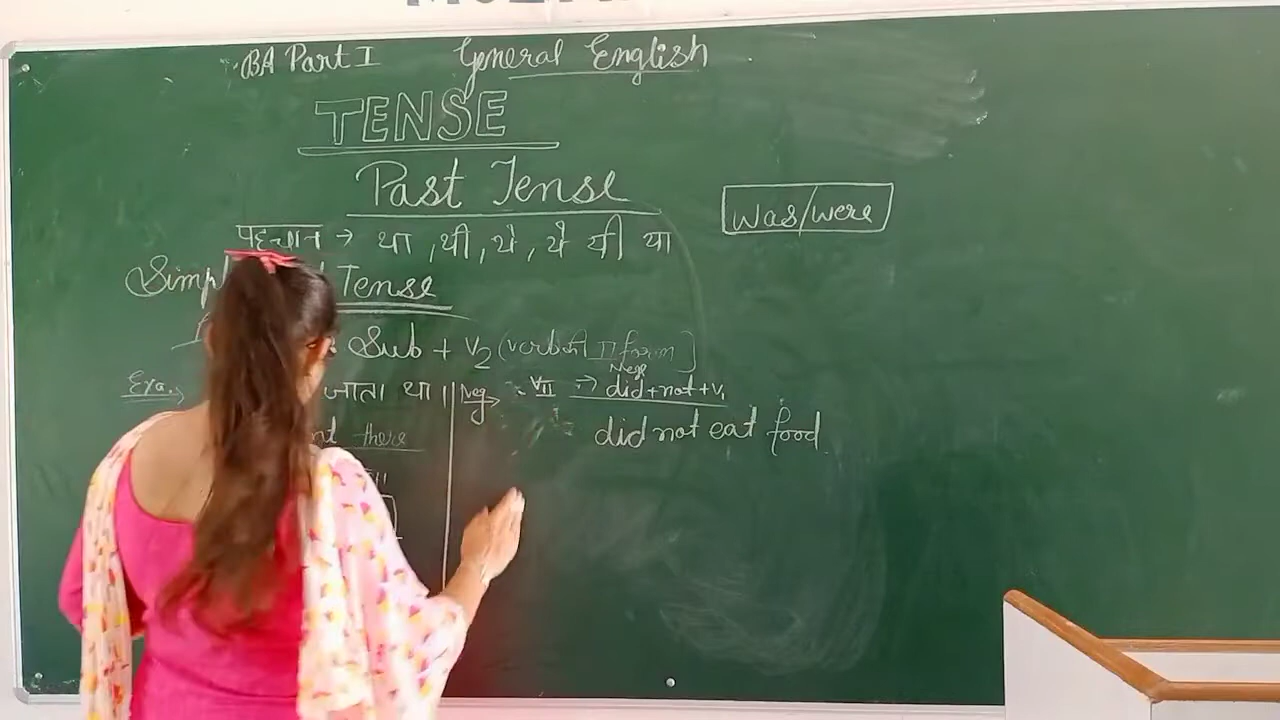 BA Part I General English
TENSE
Past Tense
was/were
पहचान → था, थी, थे, ये यी या
Tense
Sub + V2 (verb की II form)
Exa. जाता था। Neg → VII → did+not+V1
Neg
there did not eat food